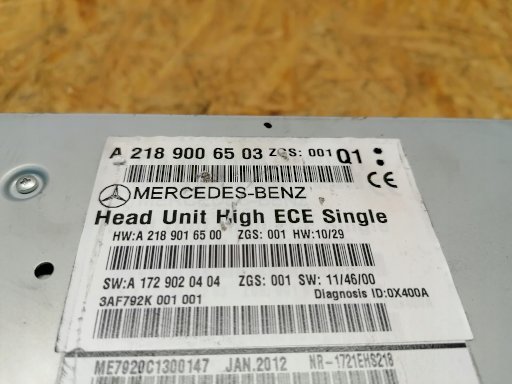 A 218 900 65 03 ZGS: 001 Q1
CE
MERCEDES-BENZ
Head Unit High ECE Single
HW:A 218 901 65 00 ZGS: 001 HW:10/29
SW:A 172 902 04 04 ZGS: 001 SW: 11/46/00
3AF792K 001 001 Diagnosis ID:0X400A
ME7920C1300147 JAN.2012 NR-1721EHS218